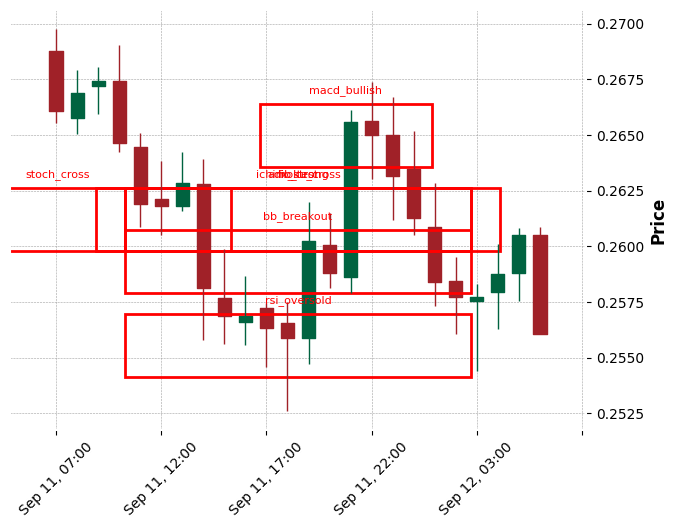 0.2700
0.2675
macd_bullish
0.2650
stoch_cross
0.2625
bb_breakout
0.2600
Price
0.2575
rsi_oversold
0.2550
0.2525
Sep 11, 07:00
Sep 11, 12:00
Sep 11, 17:00
Sep 11, 22:00
Sep 12, 03:00